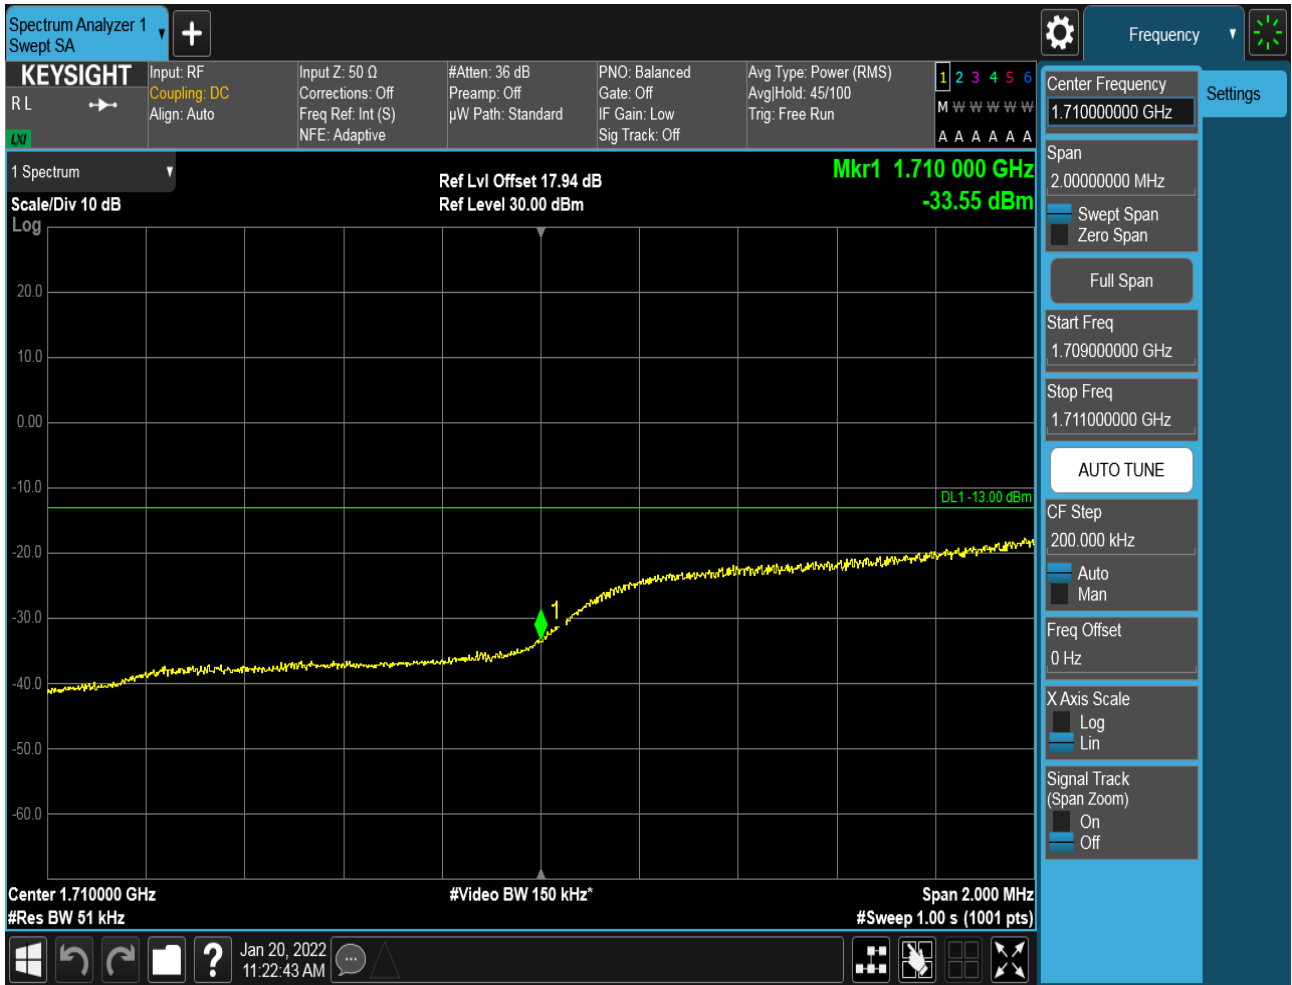 Spectrum Analyzer 1
Swept SA
Frequency
KEYSIGHT
R L
LXI
Input: RF
Coupling: DC
Align: Auto
Input Z: 50 Ω
Corrections: Off
Freq Ref: Int (S)
NFE: Adaptive
#Atten: 36 dB
Preamp: Off
µW Path: Standard
PNO: Balanced
Gate: Off
IF Gain: Low
Sig Track: Off
Avg Type: Power (RMS)
Avg|Hold: 45/100
Trig: Free Run
1 2 3 4 5 6
M W W W W W
A A A A A A
1 Spectrum
Scale/Div 10 dB
Log
Ref Lvl Offset 17.94 dB
Ref Level 30.00 dBm
Mkr1 1.710 000 GHz
-33.55 dBm
20.0
10.0
0.00
-10.0
-20.0
-30.0
-40.0
-50.0
-60.0
DL1 -13.00 dBm
1
Center 1.710000 GHz
#Res BW 51 kHz
#Video BW 150 kHz*
Span 2.000 MHz
#Sweep 1.00 s (1001 pts)
Center Frequency
1.710000000 GHz
Settings
Span
2.00000000 MHz
Swept Span
Zero Span
Full Span
Start Freq
1.709000000 GHz
Stop Freq
1.711000000 GHz
AUTO TUNE
CF Step
200.000 kHz
Auto
Man
Freq Offset
0 Hz
X Axis Scale
Log
Lin
Signal Track
(Span Zoom)
On
Off
?
Jan 20, 2022
11:22:43 AM